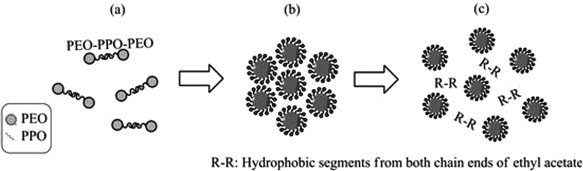 (a)
(b)
(c)
PEO-PPO-PEO
R-R
R-R
R-R
R-R
PEO
PPO
R-R: Hydrophobic segments from both chain ends of ethyl acetate